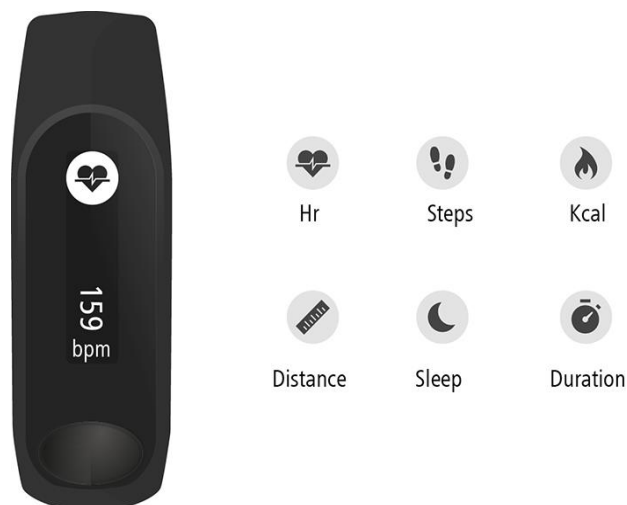 159
bpm
Hr
Steps
Kcal
Distance
Sleep
Duration